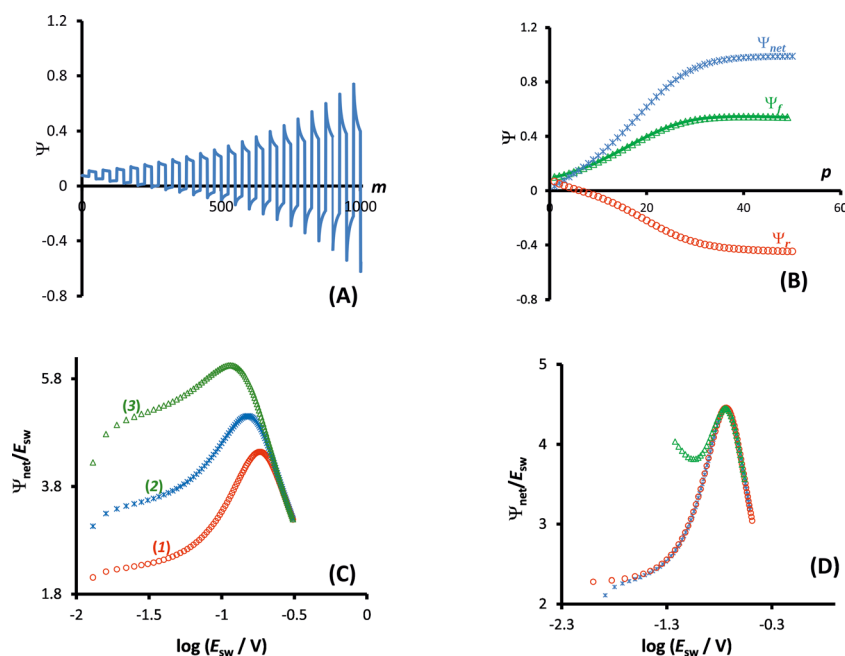 1.2
0.8
0.4
0
-0.4
-0.8
Ψ
0
500
1000
m
(A)
1.2
0.8
0.4
0
-0.4
-0.8
Ψ
0
20
40
60
p
Ψnet
Ψf
Ψr
(B)
5.8
3.8
1.8
Ψnet/Esw
(3)
(2)
(1)
-2
-1.5
-1
-0.5
0
log (Esw / V)
(C)
5
4
3
2
Ψnet/Esw
-2.3
-1.3
-0.3
log (Esw / V)
(D)